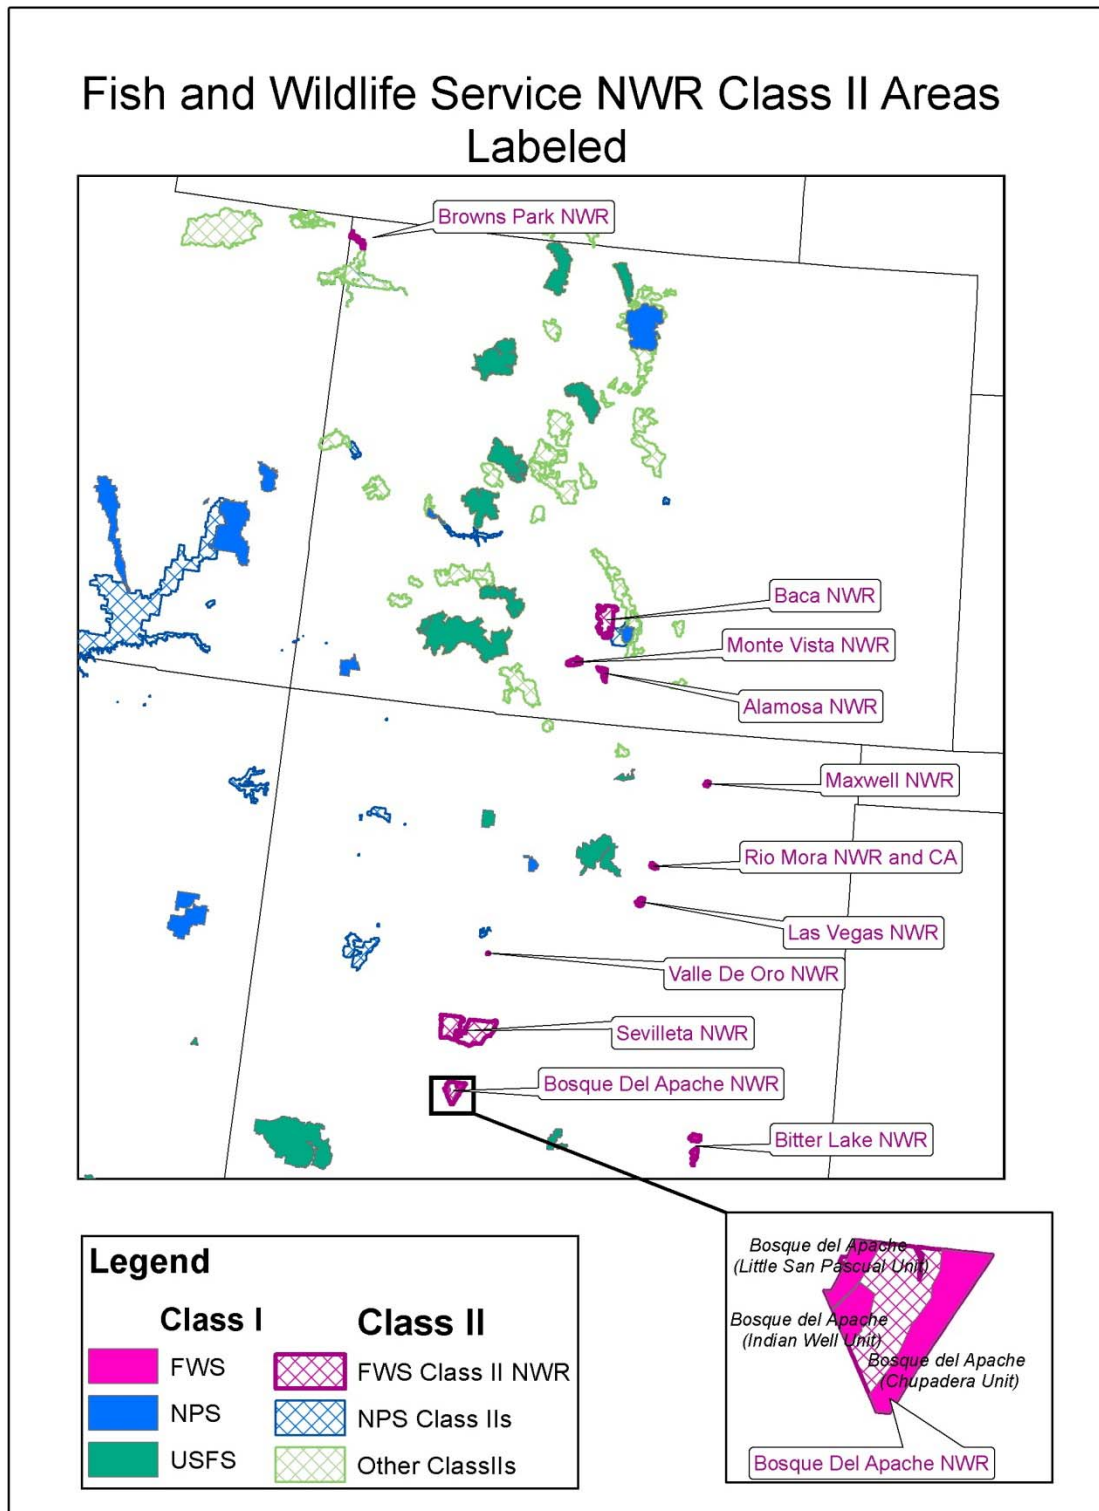 Fish and Wildlife Service NWR Class II Areas
Labeled
Browns Park NWR
Baca NWR
Monte Vista NWR
Alamosa NWR
Maxwell NWR
Rio Mora NWR and CA
Las Vegas NWR
Valle De Oro NWR
Sevilleta NWR
Bosque Del Apache NWR
Bitter Lake NWR
Legend
Class I
FWS
NPS
USFS
Class II
FWS Class II NWR
NPS Class IIs
Other ClassIIs
Bosque del Apache
(Little San Pascual Unit)
Bosque del Apache
(Indian Well Unit)
Bosque del Apache
(Chupadera Unit)
Bosque Del Apache NWR